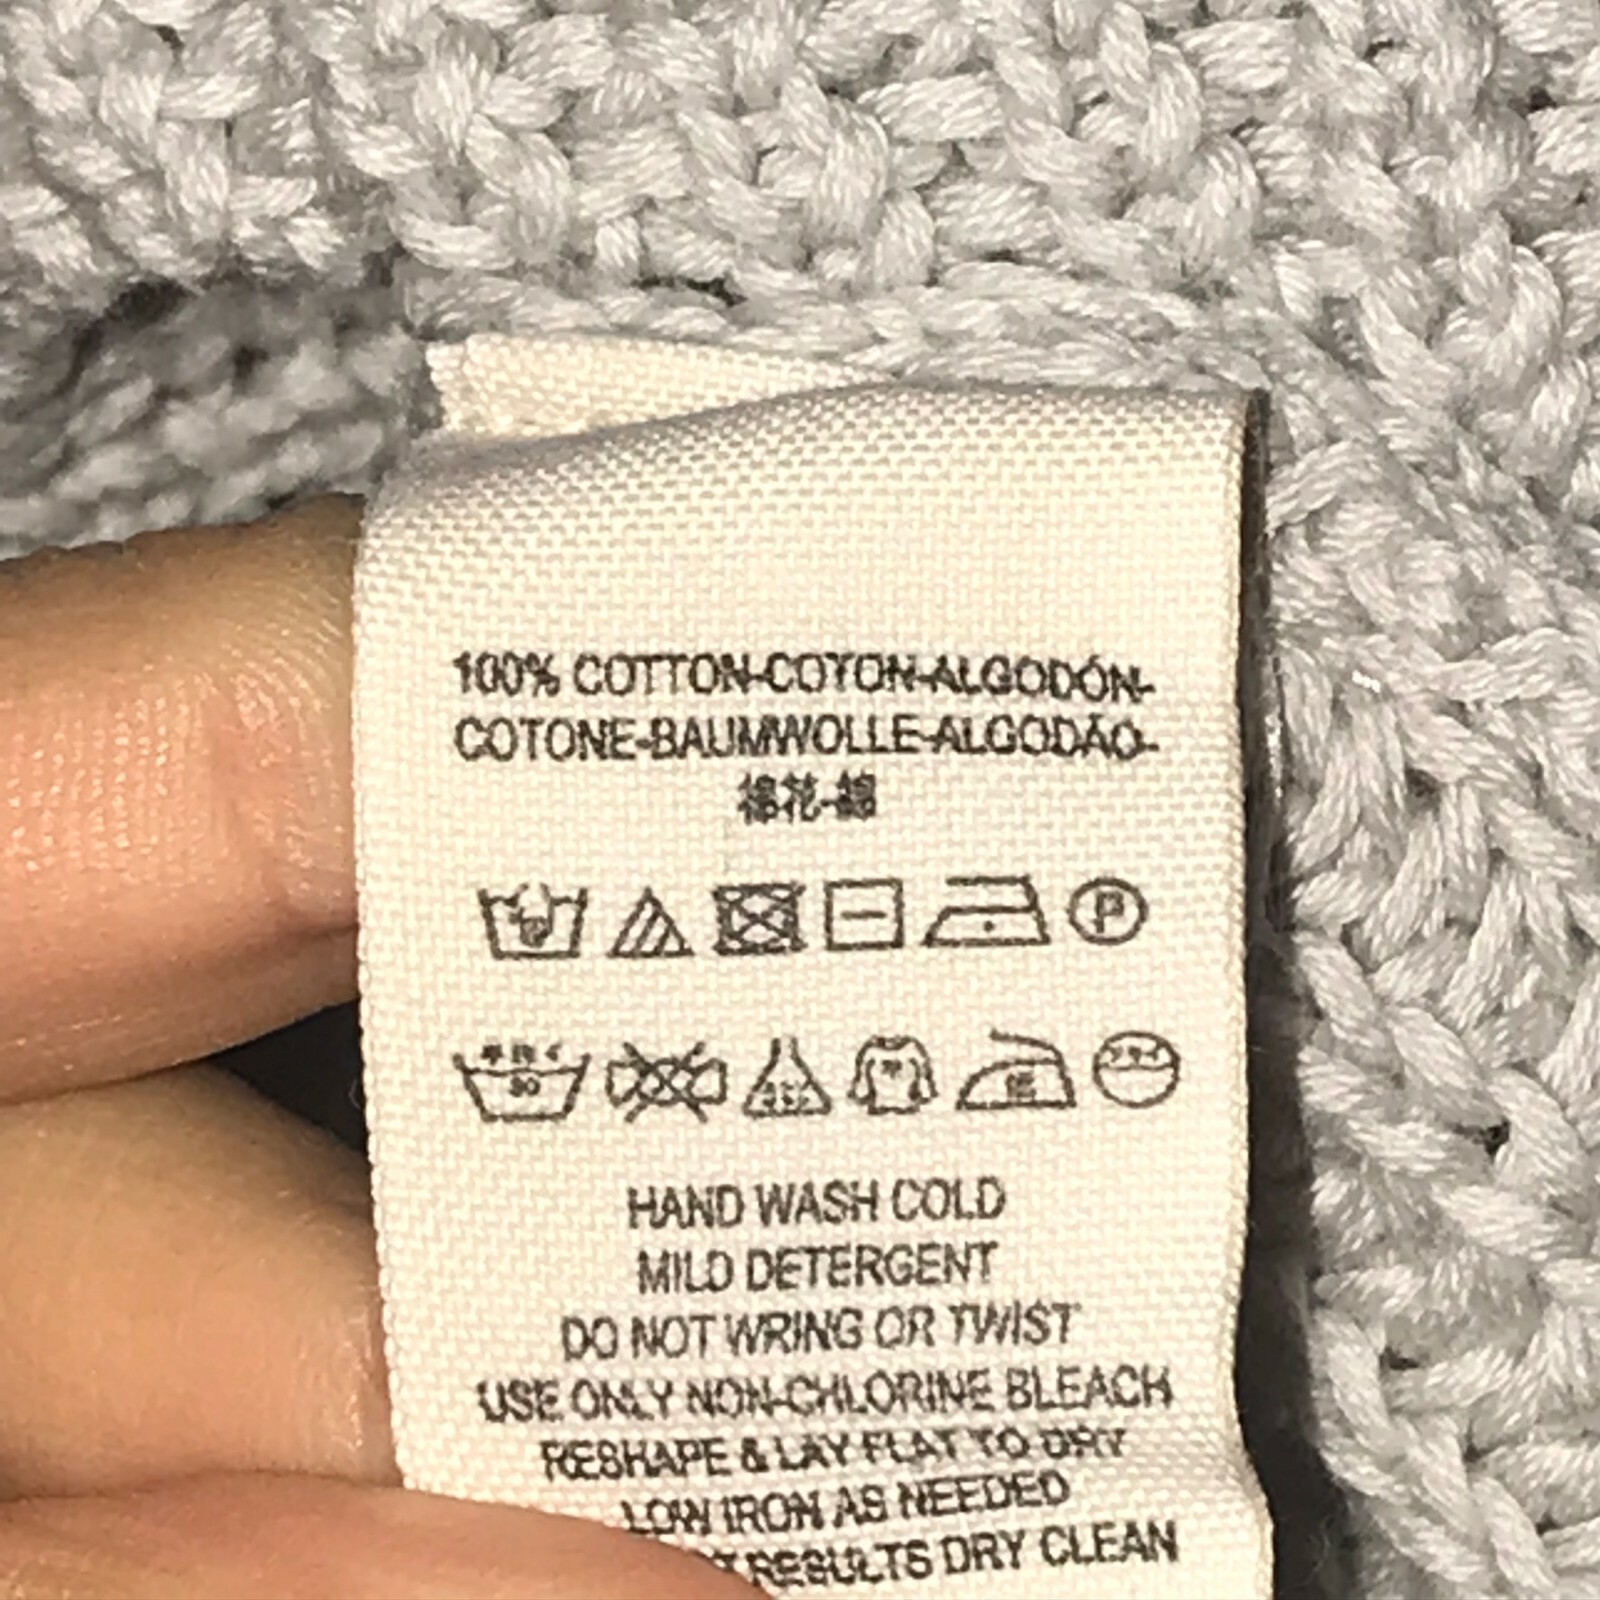 100% COTTON-COTON-ALGODÓN-
COTONE-BAUMWOLLE-ALGODÃO-
棉花-綿
P
30
HAND WASH COLD
MILD DETERGENT
DO NOT WRING OR TWIST
USE ONLY NON-CHLORINE BLEACH
RESHAPE & LAY FLAT TO DRY
LOW IRON AS NEEDED
RESULTS DRY CLEAN